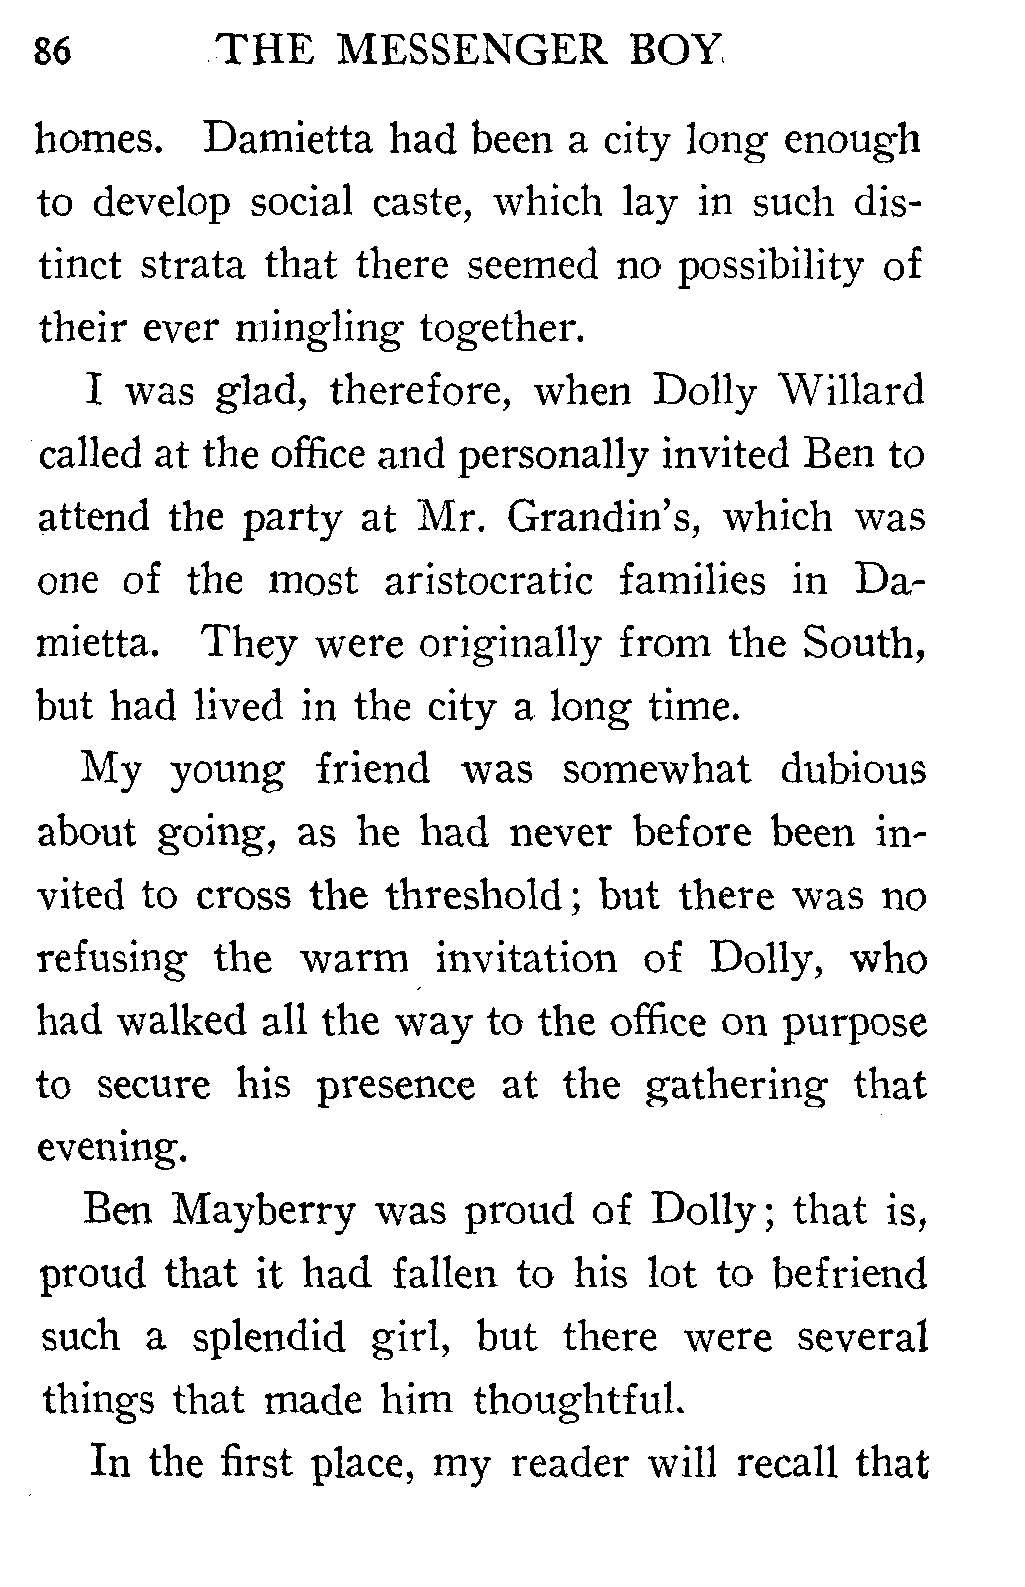 86 THE MESSENGER BOY
homes. Damietta had been a city long enough
to develop social caste, which lay in such dis-
tinct strata that there seemed no possibility of
their ever mingling together.
I was glad, therefore, when Dolly Willard
called at the office and personally invited Ben to
attend the party at Mr. Grandin's, which was
one of the most aristocratic families in Da-
mietta. They were originally from the South,
but had lived in the city a long time.
My young friend was somewhat dubious
about going, as he had never before been in-
vited to cross the threshold; but there was no
refusing the warm invitation of Dolly, who
had walked all the way to the office on purpose
to secure his presence at the gathering that
evening.
Ben Mayberry was proud of Dolly; that is,
proud that it had fallen to his lot to befriend
such a splendid girl, but there were several
things that made him thoughtful.
In the first place, my reader will recall that